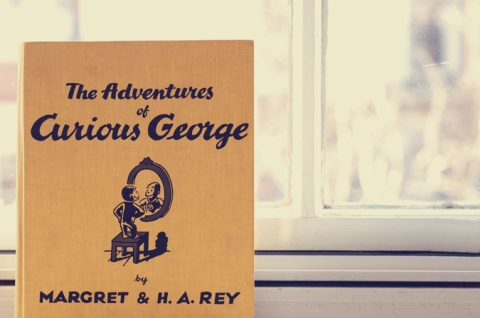 The Adventures
of
Curious George
by
MARGRET & H. A. REY